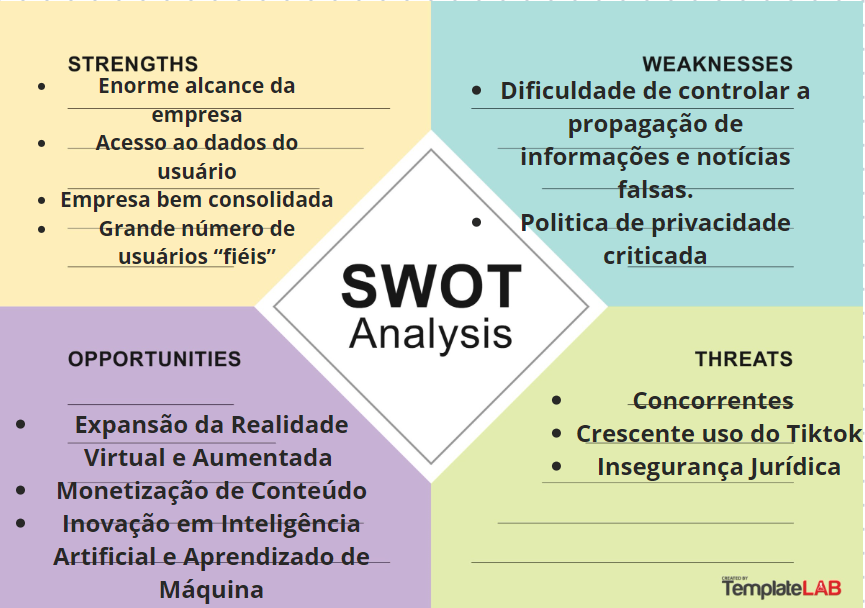 STRENGTHS
• Enorme alcance da
empresa
• Acesso ao dados do
usuário
• Empresa bem consolidada
• Grande número de
usuários “fiéis”
WEAKNESSES
• Dificuldade de controlar a
propagação de
informações e notícias
falsas.
• Politica de privacidade
criticada
SWOT
Analysis
OPPORTUNITIES
• Expansão da Realidade
Virtual e Aumentada
• Monetização de Conteúdo
• Inovação em Inteligência
Artificial e Aprendizado de
Máquina
THREATS
• Concorrentes
• Crescente uso do Tiktok
• Insegurança Jurídica
CREATED BY
TemplateLAB